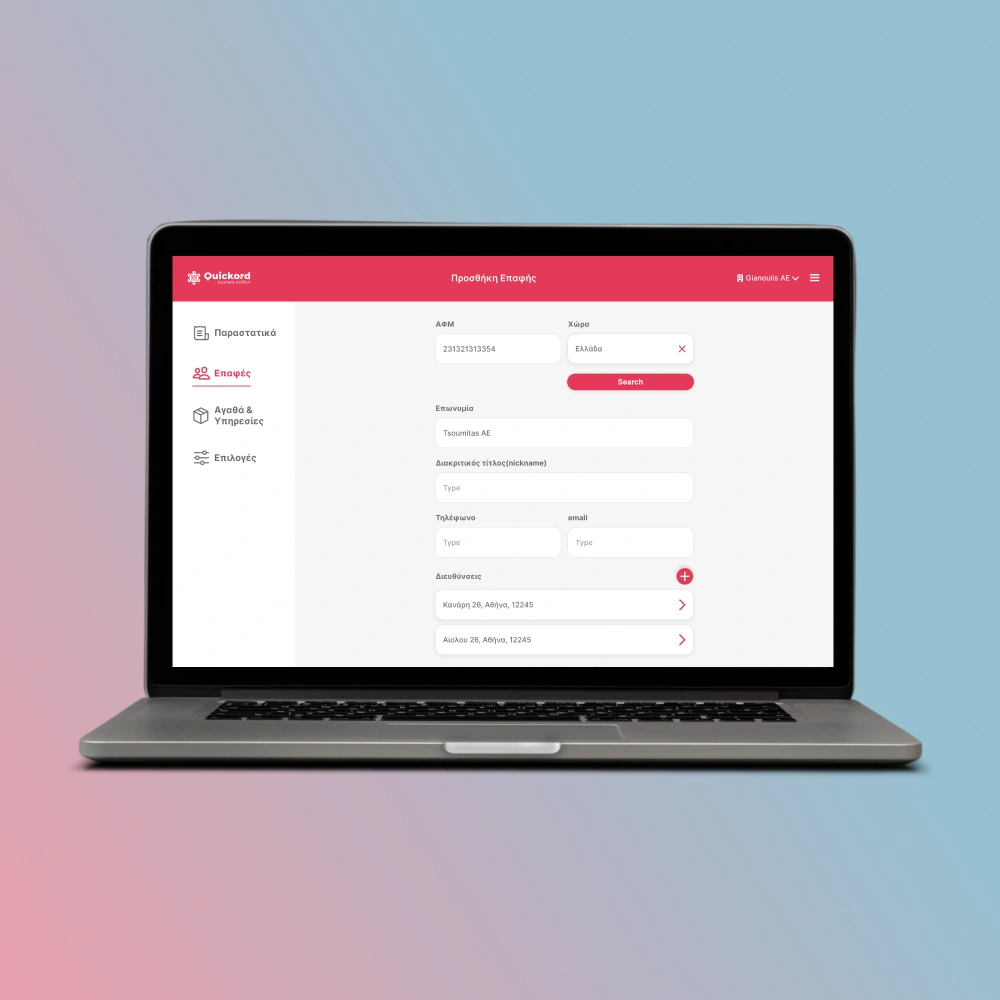 Quickord
business edition
Προσθήκη Επαφής
Gianoulis AE
Παραστατικά
Επαφές
Αγαθά &
Υπηρεσίες
Επιλογές
ΑΦΜ
Χώρα
231321313354
Ελλάδα
Search
Επωνυμία
Tsoumitas AE
Διακριτικός τίτλος(nickname)
Type
Τηλέφωνο
email
Type
Type
Διευθύνσεις
Κανάρη 26, Αθήνα, 12245
Αιολου 26, Αθήνα, 12245